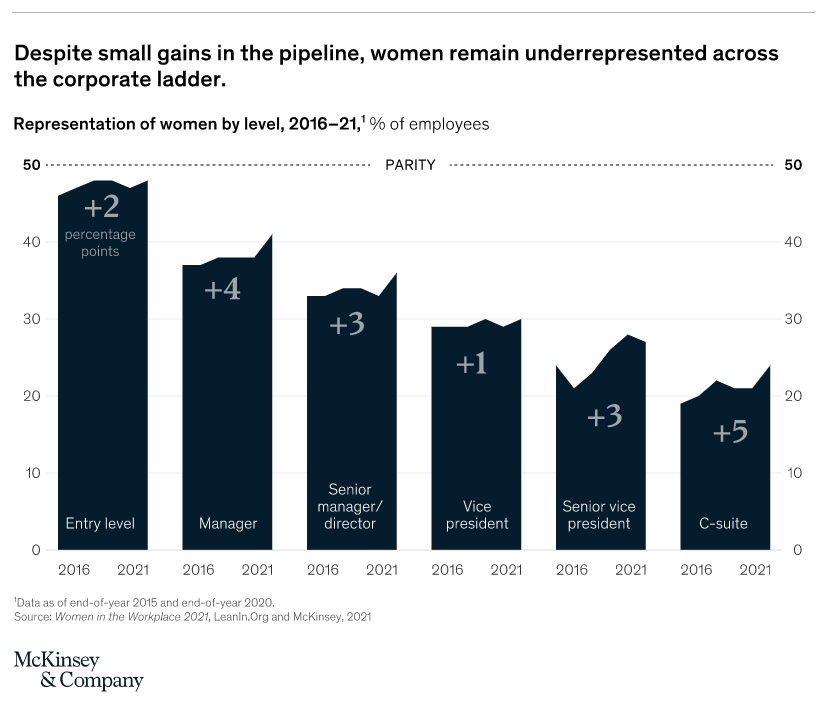 Despite small gains in the pipeline, women remain underrepresented across
the corporate ladder.
Representation of women by level, 2016–21,¹ % of employees
50 PARITY 50
+2
percentage
points
40 40
+4
30 30
+3
+1
20 20
+3
+5
10 10
Entry level
Manager
Senior
manager/
director
Vice
president
Senior vice
president
C-suite
0 0
2016 2021 2016 2021 2016 2021 2016 2021 2016 2021 2016 2021
¹Data as of end-of-year 2015 and end-of-year 2020.
Source: Women in the Workplace 2021, LeanIn.Org and McKinsey, 2021
McKinsey
& Company